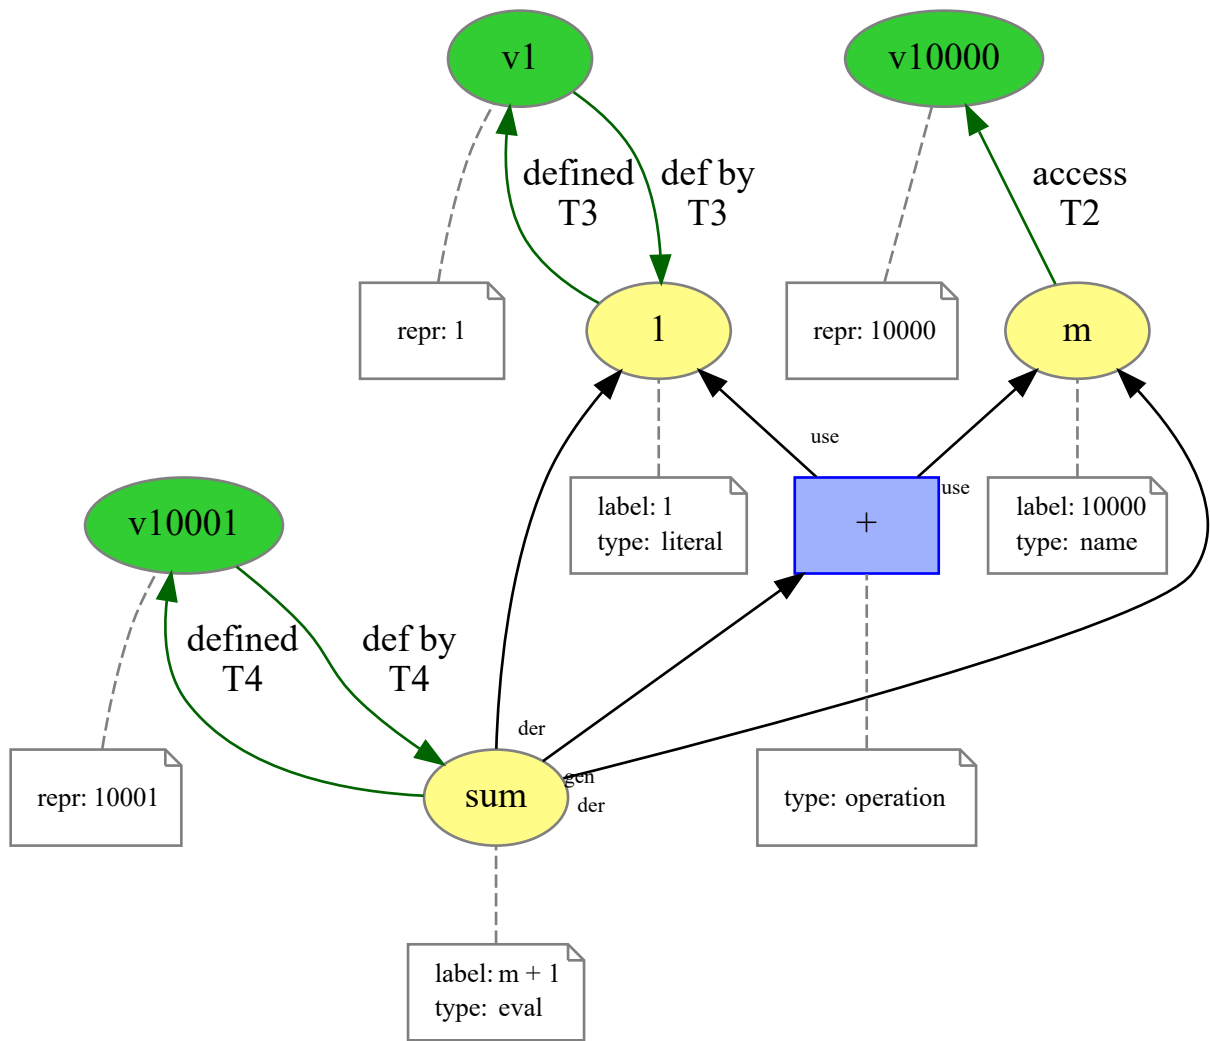 v1
v10000
defined
T3
def by
T3
access
T2
repr: 1
1
repr: 10000
m
use
use
v10001
label: 1
type: literal
+
label: 10000
type: name
defined
T4
def by
T4
der
gen
der
repr: 10001
sum
type: operation
label: m + 1
type: eval